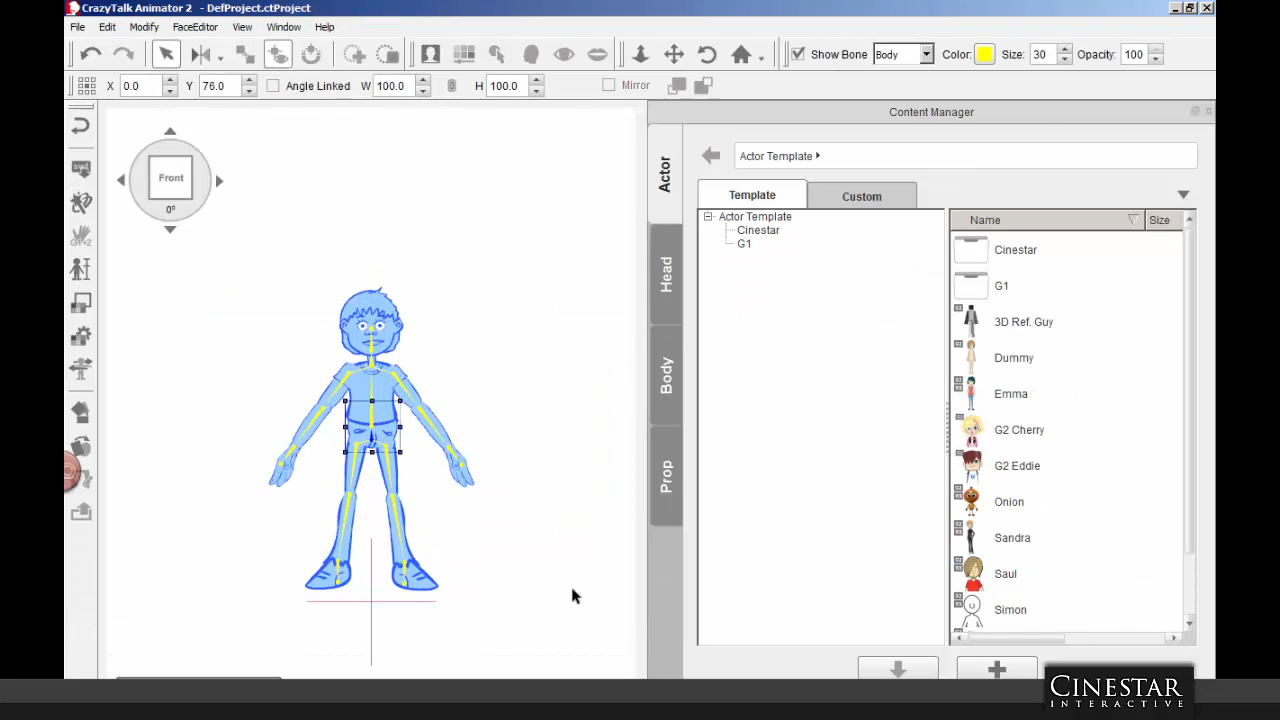 CrazyTalk Animator 2 - DefProject.ctProject
File Edit Modify FaceEditor View Window Help
Show Bone Body Color: Size: 30 Opacity: 100
X 0.0 Y 76.0 Angle Linked W 100.0 H 100.0 Mirror
Content Manager
Front
0°
Actor
Head
Body
Prop
Actor Template
Template Custom
Actor Template
Cinestar
G1
Name Size
Cinestar
G1
3D Ref. Guy
Dummy
Emma
G2 Cherry
G2 Eddie
Onion
Sandra
Saul
Simon
CINESTAR
INTERACTIVE